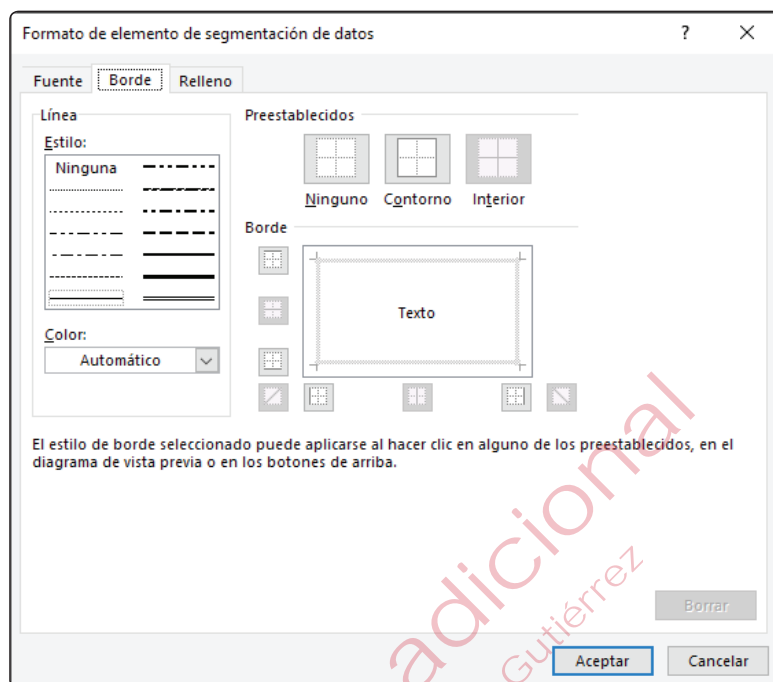 Formato de elemento de segmentación de datos ? X
Fuente Borde Relleno
Línea
Estilo:
Ninguna
Color:
Automático
Preestablecidos
Ninguno Contorno Interior
Borde
Texto
El estilo de borde seleccionado puede aplicarse al hacer clic en alguno de los preestablecidos, en el
diagrama de vista previa o en los botones de arriba.
Borrar
Aceptar Cancelar
adicional
Gutiérrez